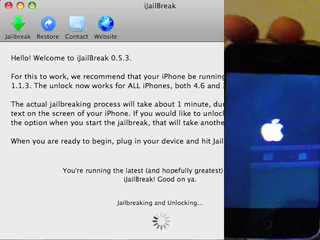 iJailBreak
Jailbreak Restore Contact Website
Hello! Welcome to iJailBreak 0.5.3.
For this to work, we recommend that your iPhone be running
1.1.3. The unlock now works for ALL iPhones, both 4.6 and
The actual jailbreaking process will take about 1 minute, du
text on the screen of your iPhone. If you would like to unloc
the option when you start the jailbreak, that will take anothe
When you are ready to begin, plug in your device and hit Jail
You're running the latest (and hopefully greatest)
iJailBreak! Good on ya.
Jailbreaking and Unlocking...